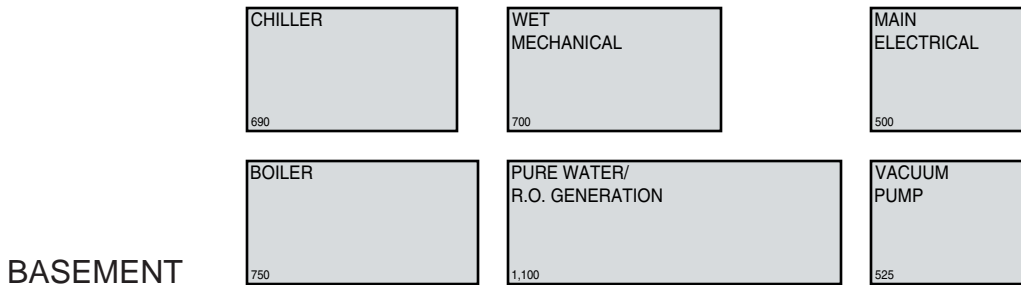 CHILLER
690
WET
MECHANICAL
700
MAIN
ELECTRICAL
500
BOILER
750
PURE WATER/
R.O. GENERATION
1,100
VACUUM
PUMP
525
BASEMENT